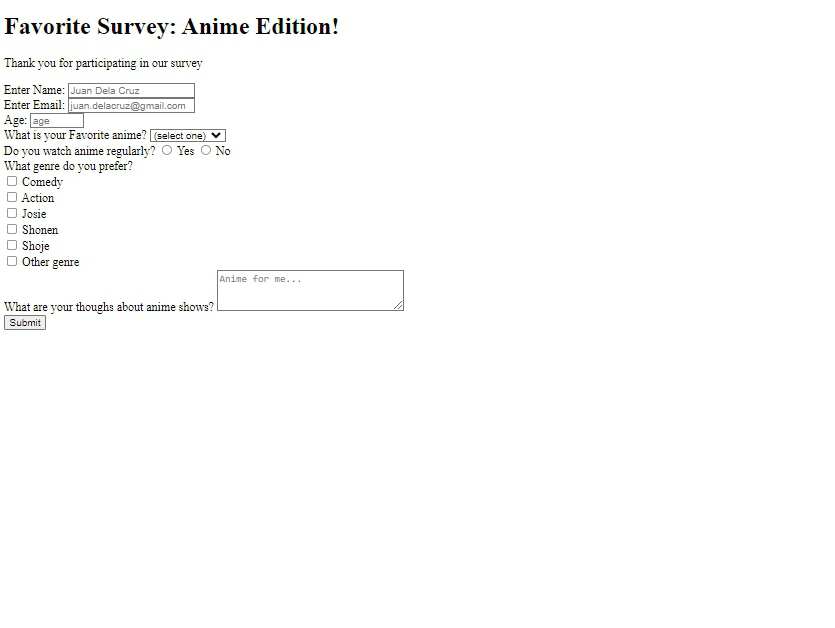 Favorite Survey: Anime Edition!
Thank you for participating in our survey
Enter Name: Juan Dela Cruz
Enter Email: juan.delacruz@gmail.com
Age: age
What is your Favorite anime? (select one)
Do you watch anime regularly? Yes No
What genre do you prefer?
Comedy
Action
Josie
Shonen
Shoje
Other genre
Anime for me...
What are your thoughs about anime shows?
Submit